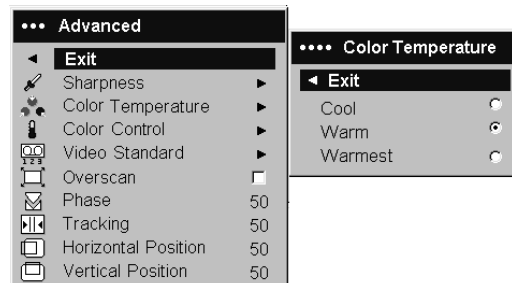 Advanced
Exit
Sharpness
Color Temperature
Color Control
Video Standard
Overscan
Phase 50
Tracking 50
Horizontal Position 50
Vertical Position 50
Color Temperature
Exit
Cool
Warm
Warmest
123